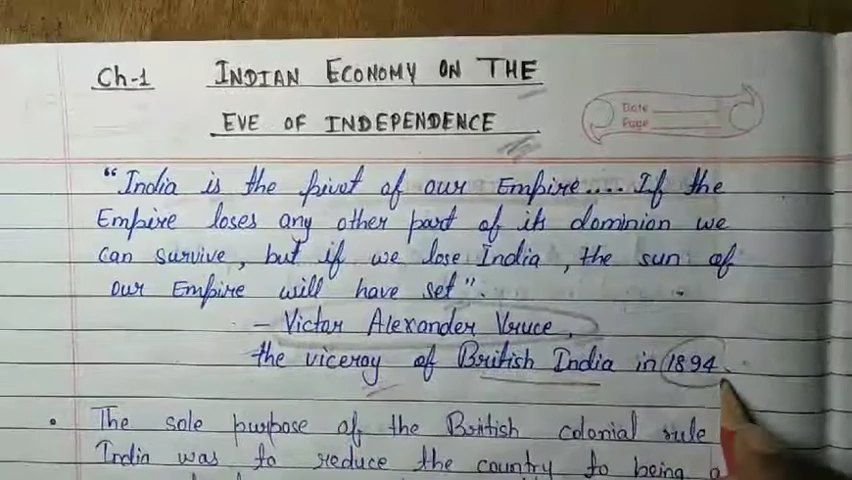 Ch-1 INDIAN ECONOMY ON THE
EVE OF INDEPENDENCE
Date
Page
"India is the pivot of our Empire.... If the
Empire loses any other part of its dominion we
can survive, but if we lose India, the sun of
our Empire will have set".
- Victor Alexander Vruce,
the viceroy of British India in 1894.
• The sole purpose of the British colonial rule
India was to reduce the country to being a